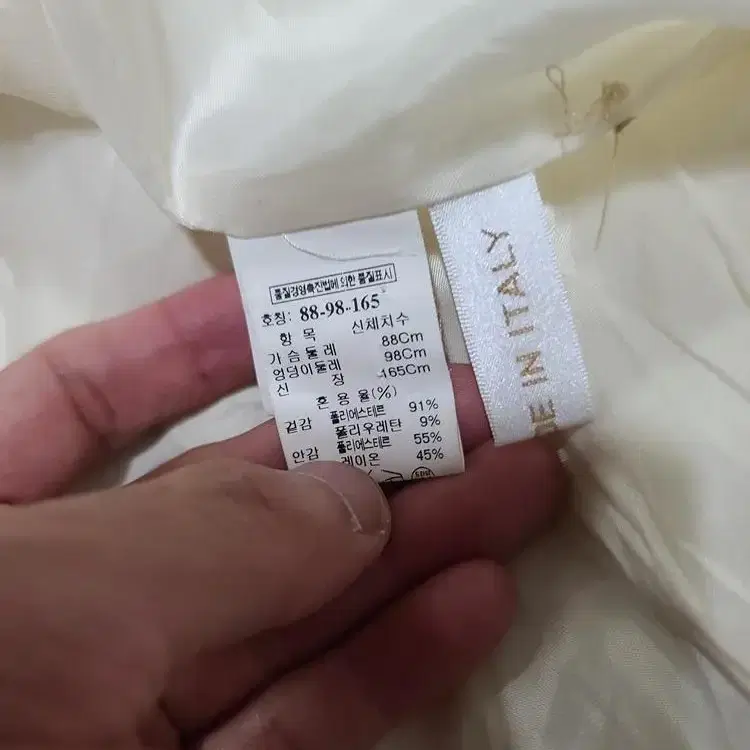 품질경영촉진법에 의한 품질표시
호칭: 88-98-165
항 목 신체치수
가슴둘레 88Cm
엉덩이둘레 98Cm
신 장 165Cm
혼 용 율(%)
겉감 폴리에스테르 91%
폴리우레탄 9%
안감 폴리에스테르 55%
레이온 45%
DE IN ITALY